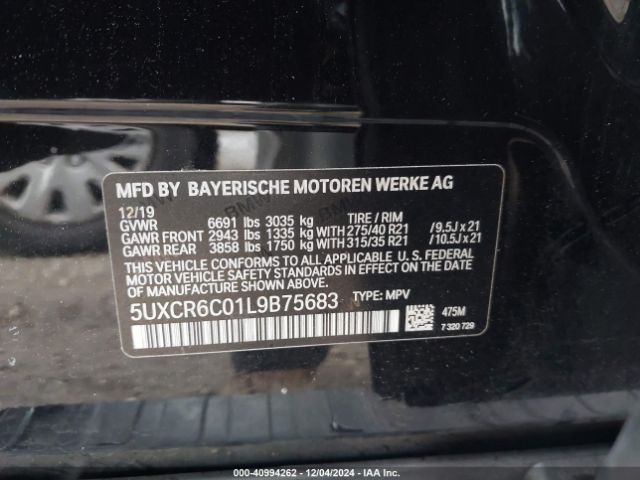 MFD BY BAYERISCHE MOTOREN WERKE AG
12/19
GVWR 6691 lbs 3035 kg TIRE / RIM
GAWR FRONT 2943 lbs 1335 kg WITH 275/40 R21 / 9.5J x 21
GAWR REAR 3858 lbs 1750 kg WITH 315/35 R21 / 10.5J x 21
THIS VEHICLE CONFORMS TO ALL APPLICABLE U. S. FEDERAL
MOTOR VEHICLE SAFETY STANDARDS IN EFFECT ON THE DATE
OF MANUFACTURE SHOWN ABOVE.
5UXCR6C01L9B75683 TYPE: MPV
475M
7 320 729
000-40994262 - 12/04/2024 - IAA Inc.